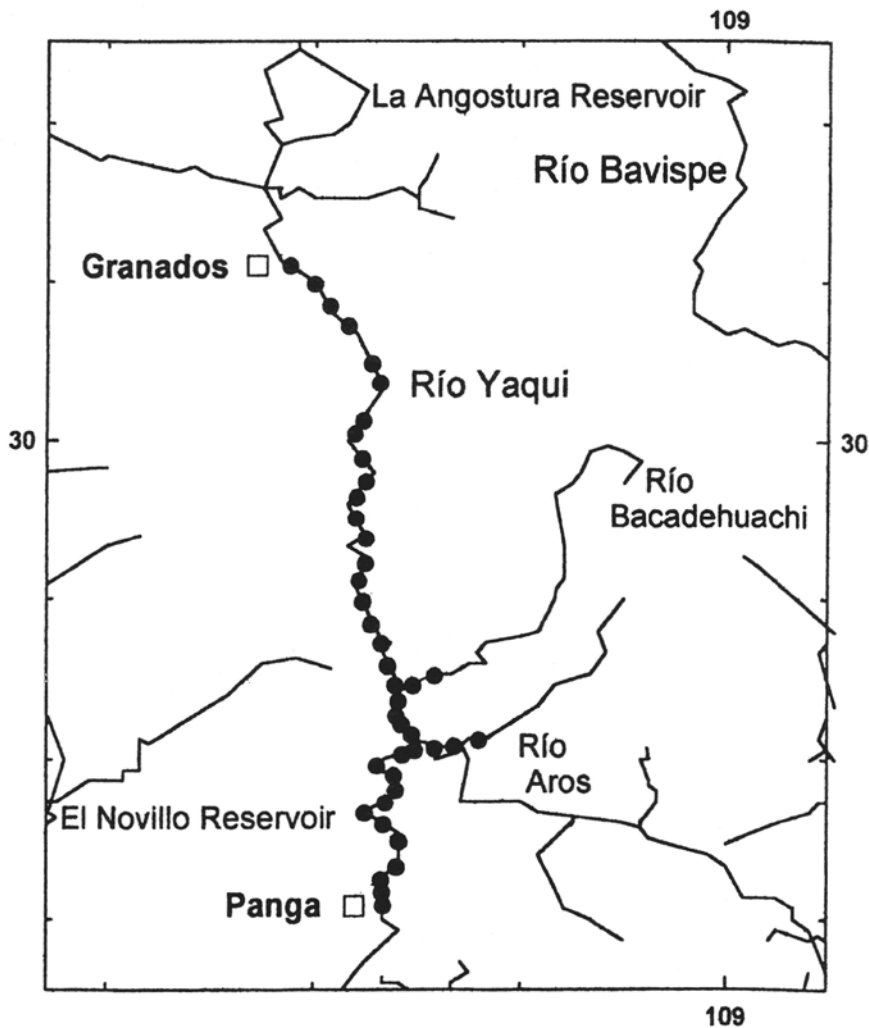 109
La Angostura Reservoir
Río Bavispe
Granados
Río Yaqui
30
30
Río
Bacadehuachi
Río
Aros
El Novillo Reservoir
Panga
109